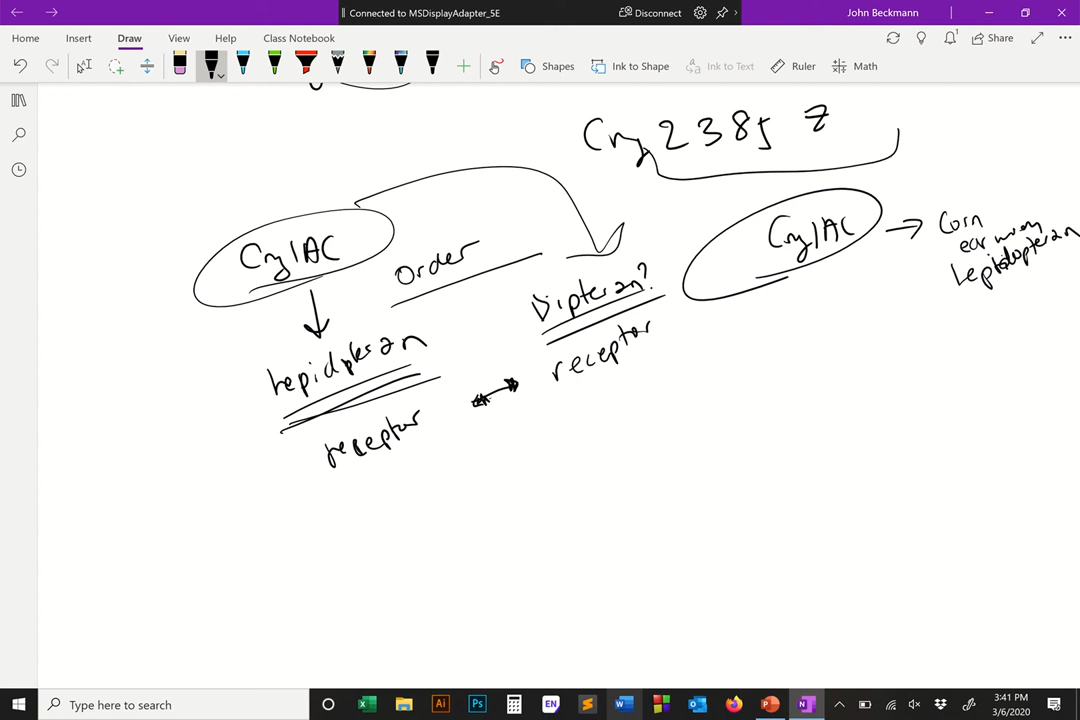 Connected to MSDisplayAdapter_5E
Disconnect
John Beckmann
Home Insert Draw View Help Class Notebook
Share
Shapes Ink to Shape Ink to Text Ruler Math
Cry 2385 Z
Cry1AC
Order
Dipteran?
receptor
Cry1AC
Corn
ear
Lepidopteran
receptor
Type here to search
3:41 PM
3/6/2020